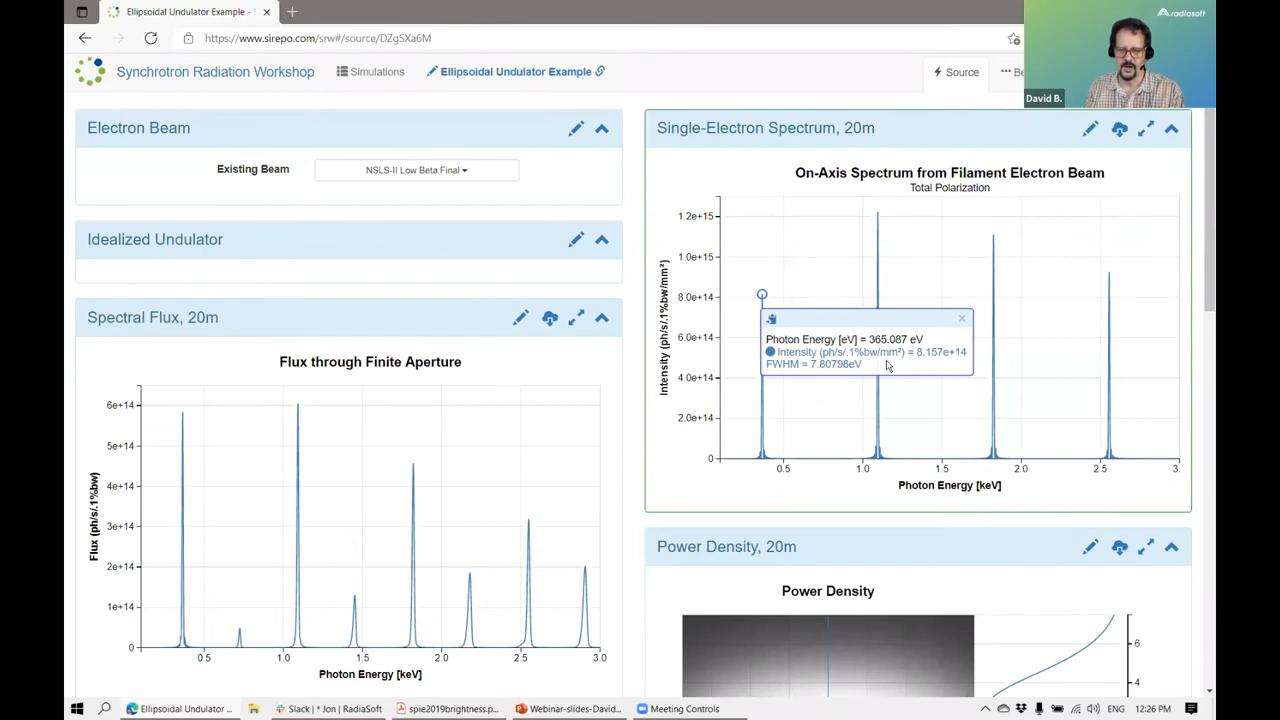 Ellipsoidal Undulator Example -
https://www.sirepo.com/srw#/source/DZgSXa6M
radiasoft
David B.
Synchrotron Radiation Workshop
Simulations
Ellipsoidal Undulator Example
Source
Be
Electron Beam
Existing Beam
NSLS-II Low Beta Final
Idealized Undulator
Spectral Flux, 20m
Flux through Finite Aperture
Flux (ph/s/.1%bw)
6e+14
5e+14
4e+14
3e+14
2e+14
1e+14
0
0.5
1.0
1.5
2.0
2.5
3.0
Photon Energy [keV]
Single-Electron Spectrum, 20m
On-Axis Spectrum from Filament Electron Beam
Total Polarization
Intensity (ph/s/.1%bw/mm²)
1.2e+15
1.0e+15
8.0e+14
6.0e+14
4.0e+14
2.0e+14
0
Photon Energy [eV] = 365.087 eV
Intensity (ph/s/.1%bw/mm²) = 8.157e+14
FWHM = 7.80798eV
0.5
1.0
1.5
2.0
2.5
3.
Photon Energy [keV]
Power Density, 20m
Power Density
6
4
Ellipsoidal Undulator ...
Slack | * Jon | RadiaSoft
spie2019brightness.p...
Webinar-slides-David...
Meeting Controls
ENG
12:26 PM